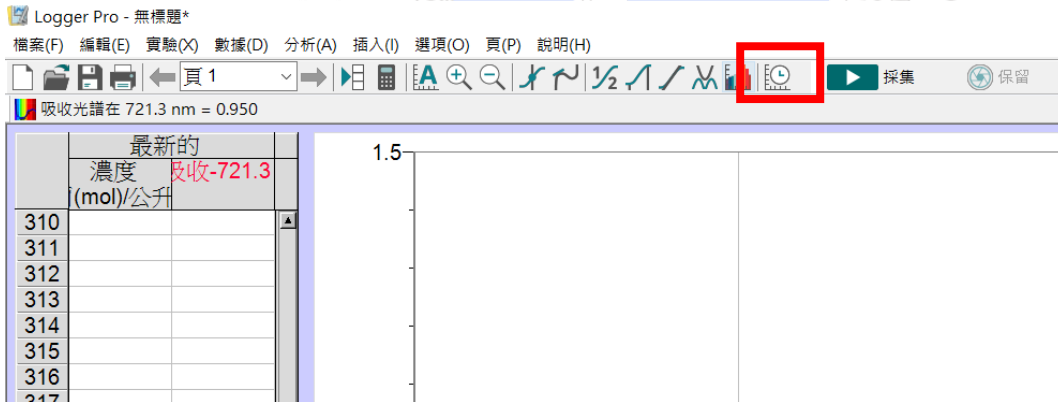 Logger Pro - 無標題*
檔案(F) 編輯(E) 實驗(X) 數據(D) 分析(A) 插入(I) 選項(O) 頁(P) 說明(H)
頁 1 採集 保留
吸收光譜在 721.3 nm = 0.950
最新的
濃度 吸收-721.3
(mol)/公升
1.5
310
311
312
313
314
315
316
317